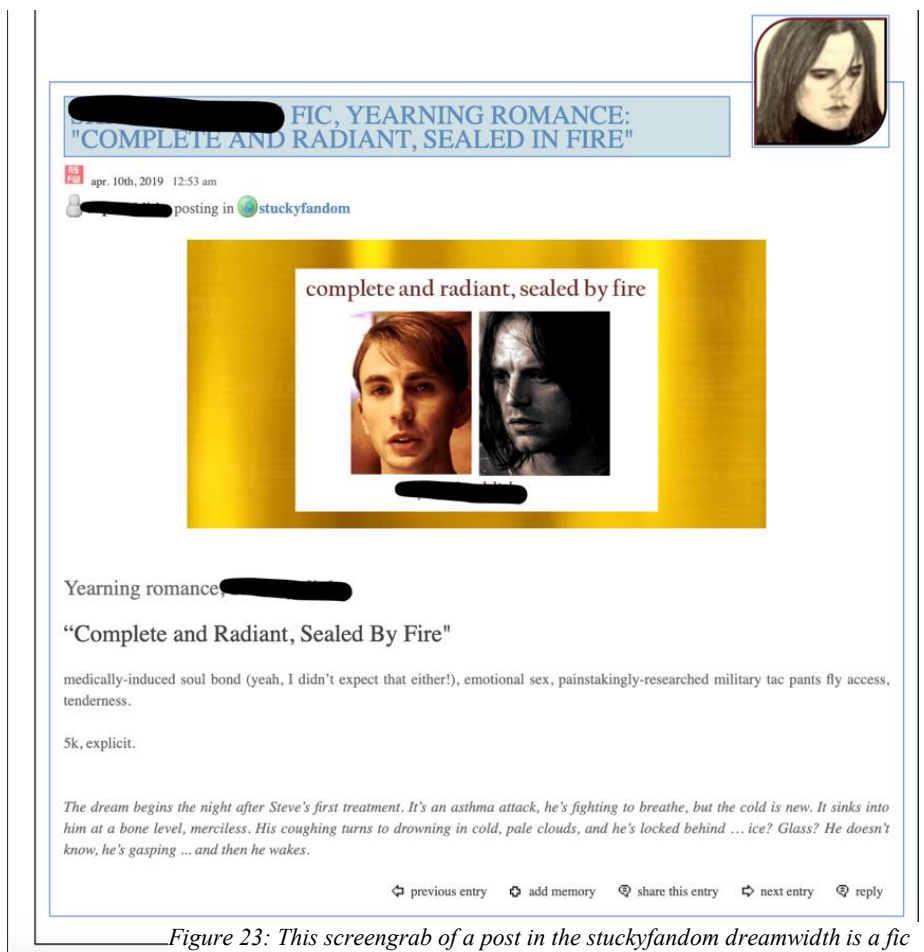 FIC, YEARNING ROMANCE:
"COMPLETE AND RADIANT, SEALED IN FIRE"
NSFW
apr. 10th, 2019 12:53 am
posting in stuckyfandom
complete and radiant, sealed by fire
Yearning romance,
“Complete and Radiant, Sealed By Fire"
medically-induced soul bond (yeah, I didn’t expect that either!), emotional sex, painstakingly-researched military tac pants fly access,
tenderness.
5k, explicit.
The dream begins the night after Steve’s first treatment. It’s an asthma attack, he’s fighting to breathe, but the cold is new. It sinks into
him at a bone level, merciless. His coughing turns to drowning in cold, pale clouds, and he’s locked behind … ice? Glass? He doesn’t
know, he’s gasping ... and then he wakes.
previous entry add memory share this entry next entry reply
Figure 23: This screengrab of a post in the stuckyfandom dreamwidth is a fic